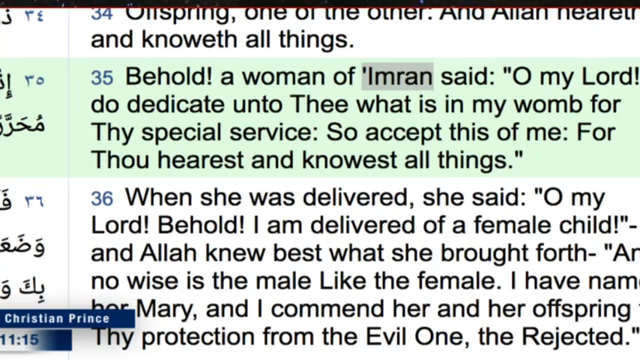 ٣٤
34 Offspring, one of the other: And Allah heareth
and knoweth all things.
٣٥
35 Behold! a woman of 'Imran said: "O my Lord!
do dedicate unto Thee what is in my womb for
Thy special service: So accept this of me: For
Thou hearest and knowest all things."
٣٦
36 When she was delivered, she said: "O my
Lord! Behold! I am delivered of a female child!"-
and Allah knew best what she brought forth- "An
no wise is the male Like the female. I have nam
her Mary, and I commend her and her offspring
Thy protection from the Evil One, the Rejected."
Christian Prince
11:15